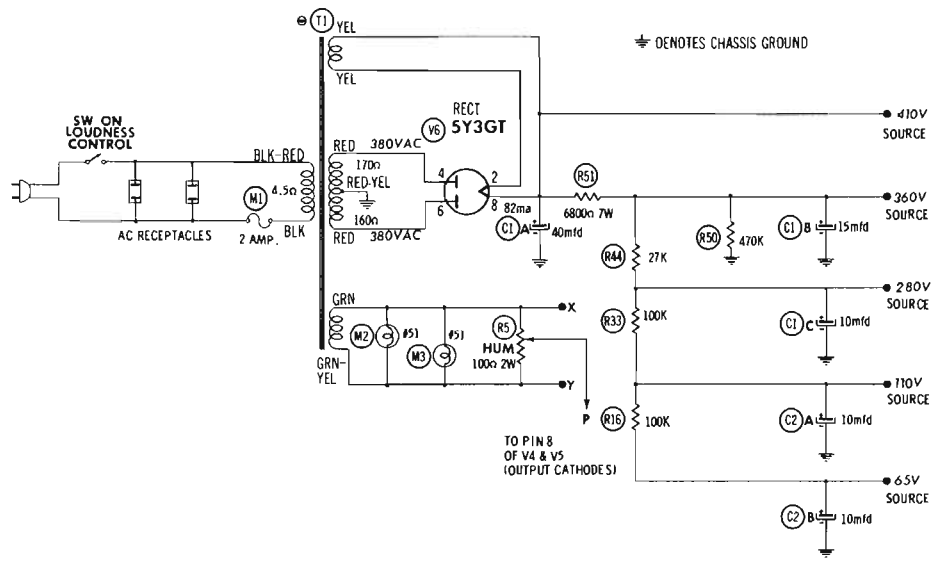 ⊖ T1
YEL
YEL
⏚ DENOTES CHASSIS GROUND
RECT
V6 5Y3GT
410V
SOURCE
SW ON
LOUDNESS
CONTROL
BLK-RED
RED 380VAC
170Ω
RED-YEL
160Ω
RED 380VAC
4
6
2
8
82ma
M1
4.5Ω
2 AMP.
BLK
AC RECEPTACLES
C1 A
40mfd
R51
6800Ω 7W
360V
SOURCE
R44
27K
R50
470K
C1 B
15mfd
280V
SOURCE
R33
100K
C1 C
10mfd
GRN
X
M2
#51
M3
#51
R5
HUM
100Ω 2W
GRN-
YEL
Y
P
TO PIN 8
OF V4 & V5
(OUTPUT CATHODES)
110V
SOURCE
R16
100K
C2 A
10mfd
65V
SOURCE
C2 B
10mfd